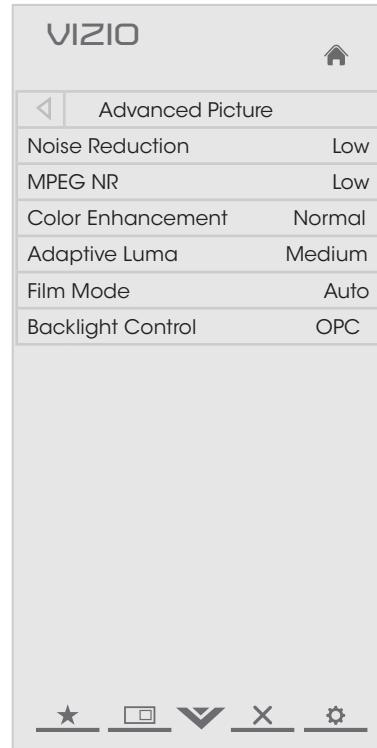 VIZIO
Advanced Picture
Noise Reduction Low
MPEG NR Low
Color Enhancement Normal
Adaptive Luma Medium
Film Mode Auto
Backlight Control OPC